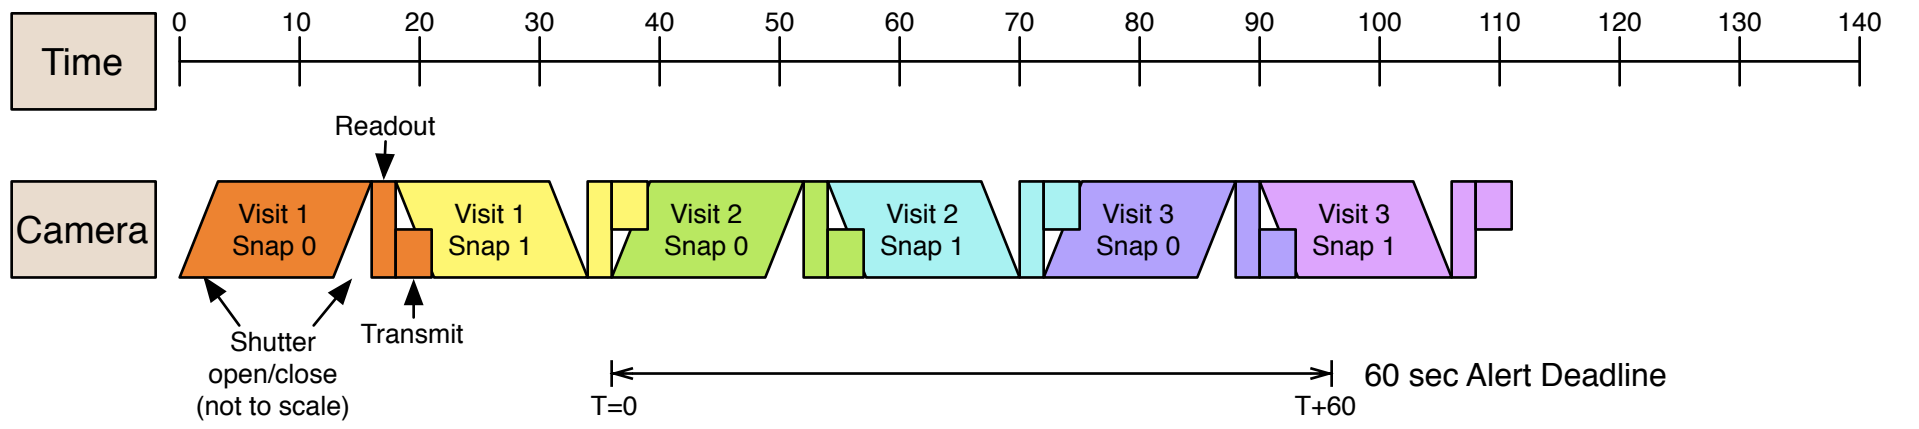 Time
0 10 20 30 40 50 60 70 80 90 100 110 120 130 140
Readout
Camera
Visit 1
Snap 0
Visit 1
Snap 1
Visit 2
Snap 0
Visit 2
Snap 1
Visit 3
Snap 0
Visit 3
Snap 1
Shutter
open/close
(not to scale)
Transmit
60 sec Alert Deadline
T=0
T+60